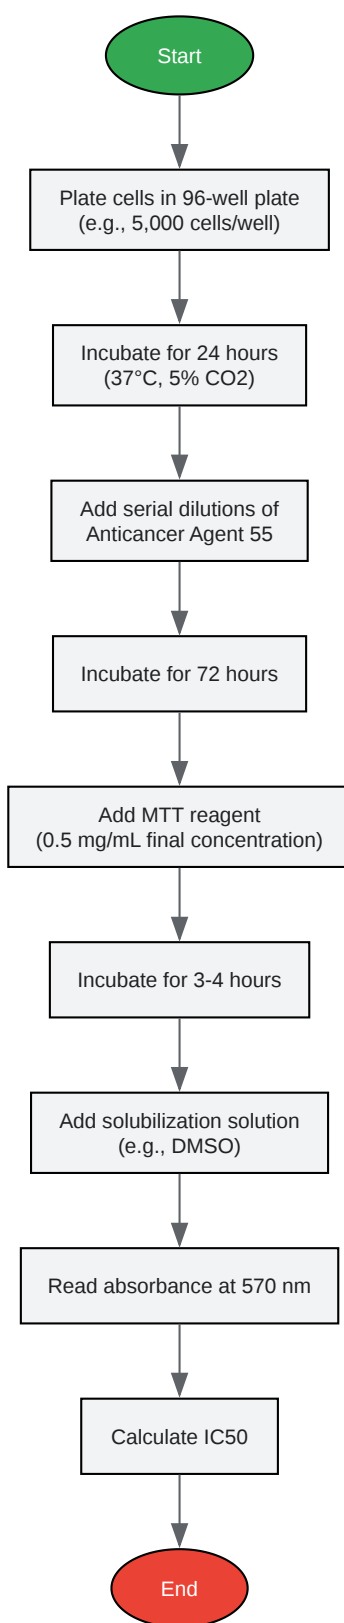 Start
Plate cells in 96-well plate
(e.g., 5,000 cells/well)
Incubate for 24 hours
(37°C, 5% CO2)
Add serial dilutions of
Anticancer Agent 55
Incubate for 72 hours
Add MTT reagent
(0.5 mg/mL final concentration)
Incubate for 3-4 hours
Add solubilization solution
(e.g., DMSO)
Read absorbance at 570 nm
Calculate IC50
End